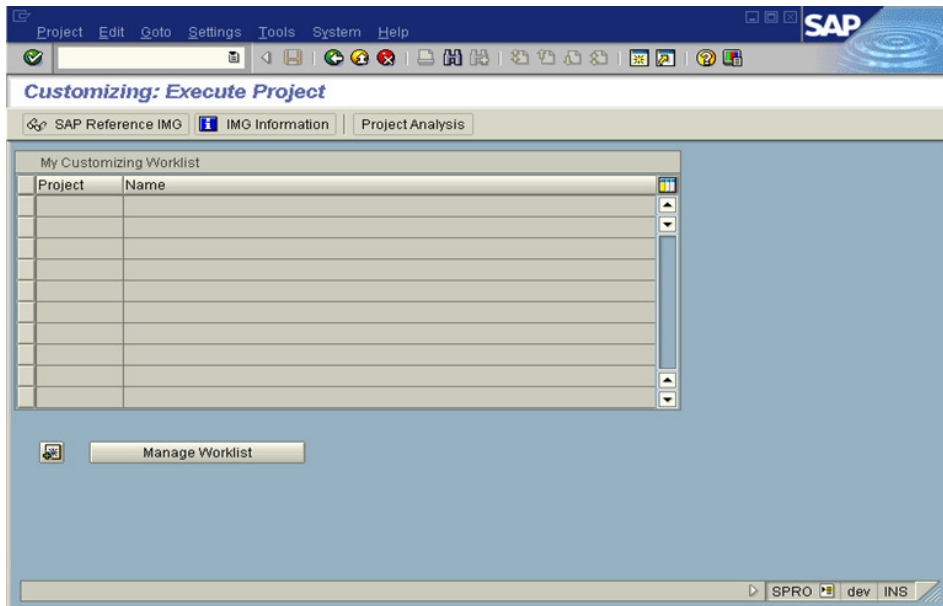 Project Edit Goto Settings Tools System Help
SAP
Customizing: Execute Project
SAP Reference IMG IMG Information Project Analysis
My Customizing Worklist
Project Name
Manage Worklist
SPRO dev INS